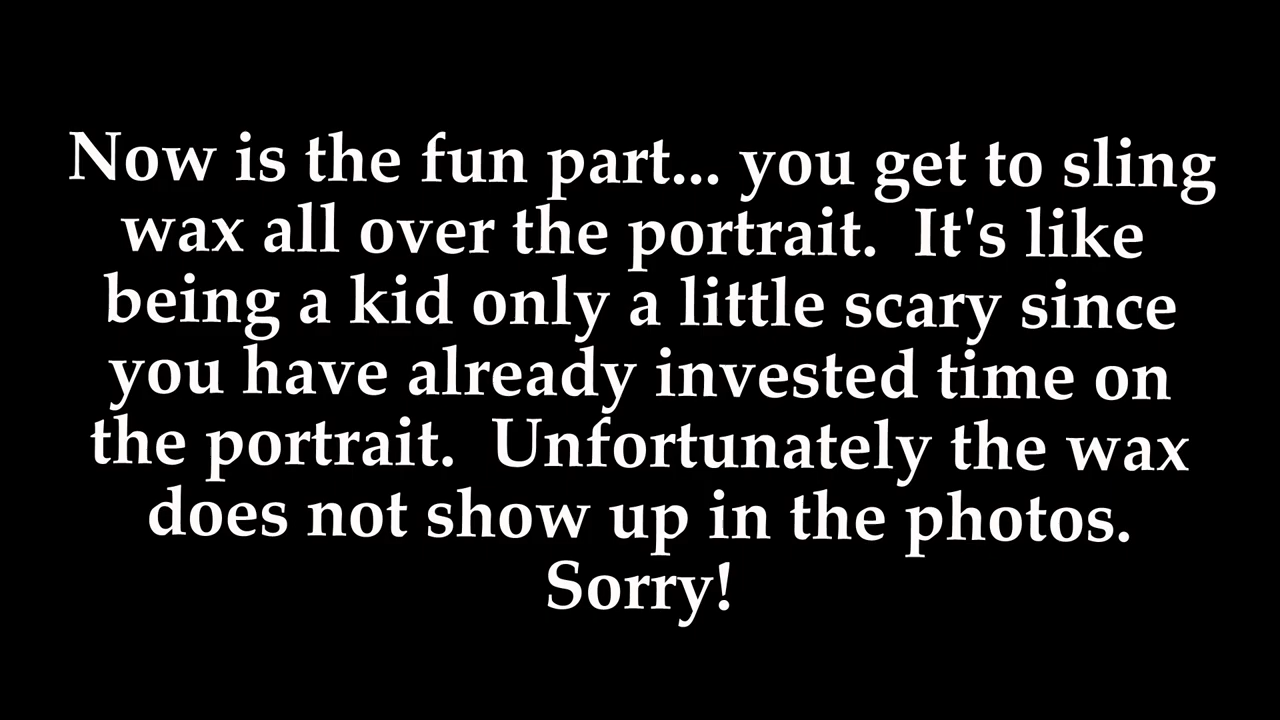 Now is the fun part... you get to sling
wax all over the portrait.  It's like
being a kid only a little scary since
you have already invested time on
the portrait.  Unfortunately the wax
does not show up in the photos.
Sorry!